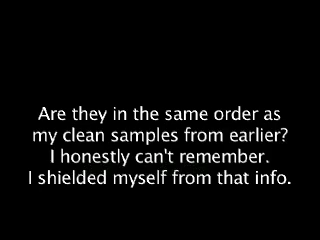 Are they in the same order as
my clean samples from earlier?
I honestly can't remember.
I shielded myself from that info.